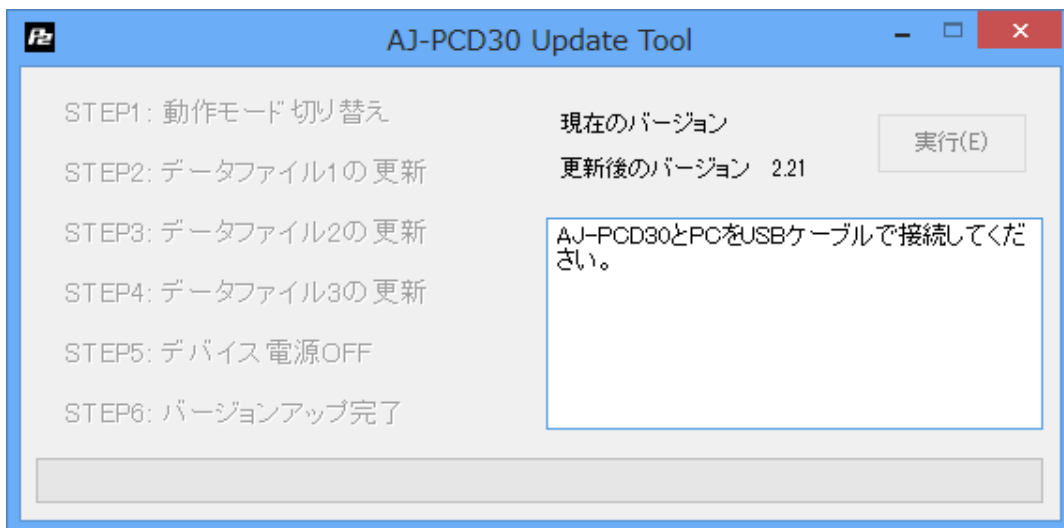 P2
AJ-PCD30 Update Tool
STEP1: 動作モード切り替え
STEP2: データファイル1の更新
STEP3: データファイル2の更新
STEP4: データファイル3の更新
STEP5: デバイス電源OFF
STEP6: バージョンアップ完了
現在のバージョン
更新後のバージョン 2.21
実行(E)
AJ-PCD30とPCをUSBケーブルで接続してくだ
さい。